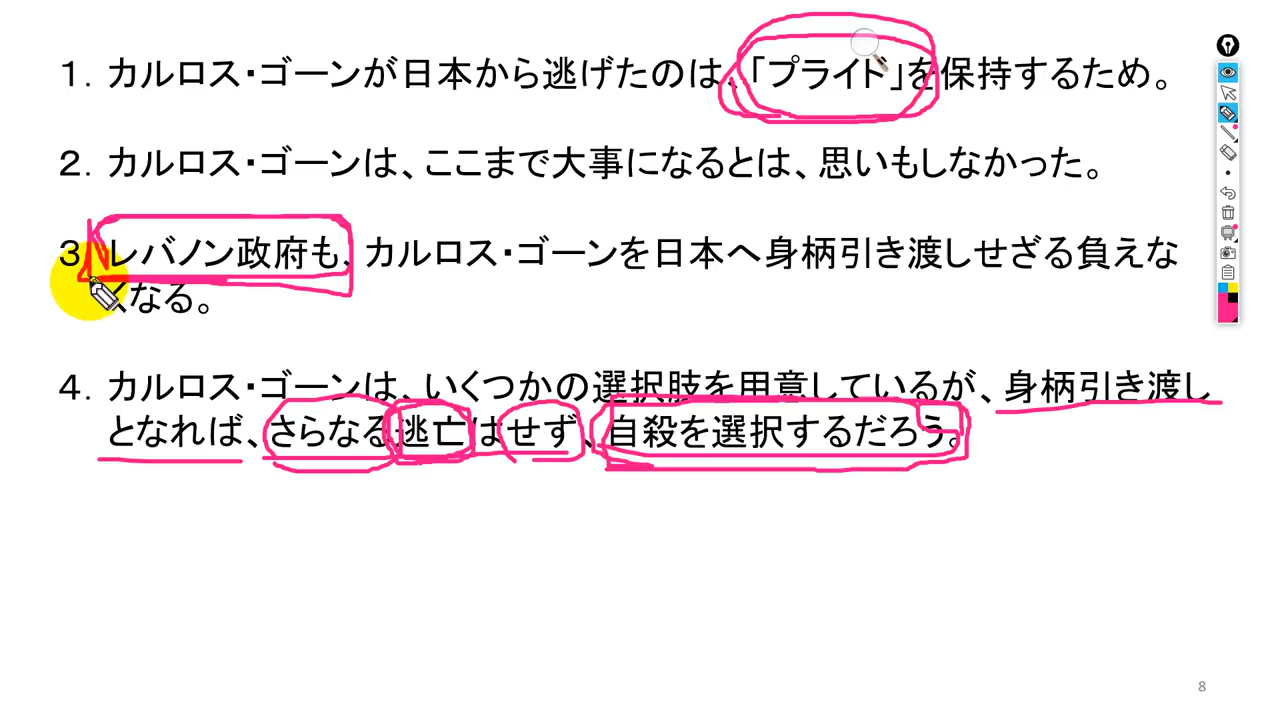 １．カルロス・ゴーンが日本から逃げたのは、「プライド」を保持するため。
２．カルロス・ゴーンは、ここまで大事になるとは、思いもしなかった。
３．レバノン政府も、カルロス・ゴーンを日本へ身柄引き渡しせざる負えな
くなる。
４．カルロス・ゴーンは、いくつかの選択肢を用意しているが、身柄引き渡し
となれば、さらなる逃亡はせず、自殺を選択するだろう。
8